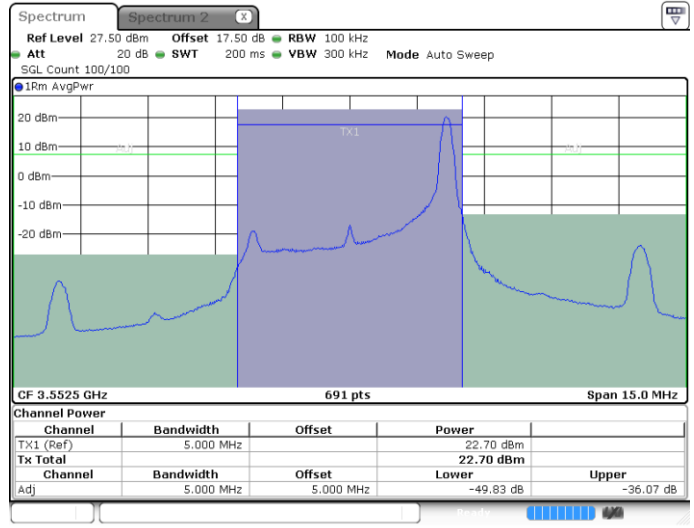 Spectrum Spectrum 2 X
Ref Level 27.50 dBm Offset 17.50 dB RBW 100 kHz
Att 20 dB SWT 200 ms VBW 300 kHz Mode Auto Sweep
SGL Count 100/100
1Rm AvgPwr
20 dBm
TX1
10 dBm
Adj Adj
0 dBm
-10 dBm
-20 dBm
CF 3.5525 GHz 691 pts Span 15.0 MHz
Channel Power
Channel Bandwidth Offset Power
TX1 (Ref) 5.000 MHz 22.70 dBm
Tx Total 22.70 dBm
Channel Bandwidth Offset Lower Upper
Adj 5.000 MHz 5.000 MHz -49.83 dB -36.07 dB
Ready